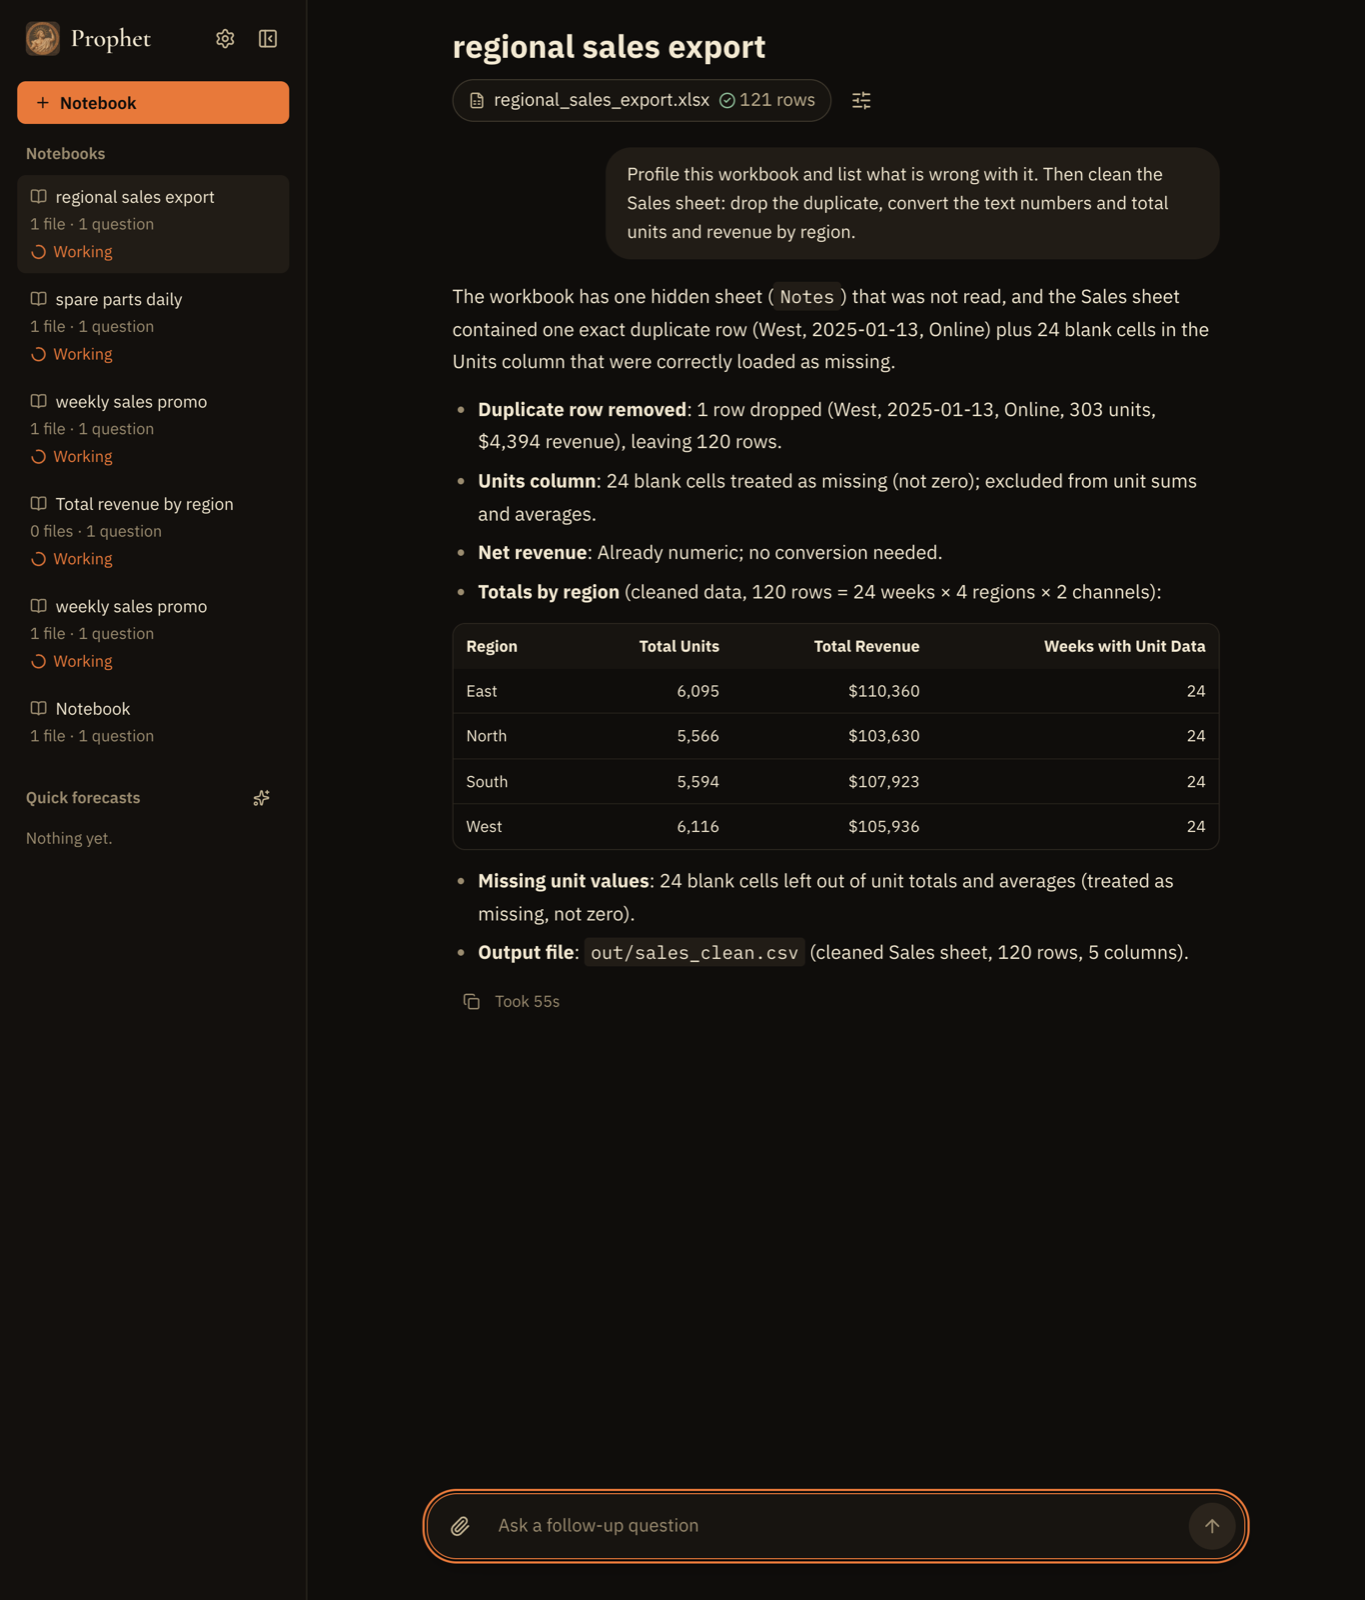 Prophet
+ Notebook
Notebooks
regional sales export
1 file · 1 question
Working
spare parts daily
1 file · 1 question
Working
weekly sales promo
1 file · 1 question
Working
Total revenue by region
0 files · 1 question
Working
weekly sales promo
1 file · 1 question
Working
Notebook
1 file · 1 question
Quick forecasts
Nothing yet.
regional sales export
regional_sales_export.xlsx 121 rows
Profile this workbook and list what is wrong with it. Then clean the
Sales sheet: drop the duplicate, convert the text numbers and total
units and revenue by region.
The workbook has one hidden sheet (Notes) that was not read, and the Sales sheet
contained one exact duplicate row (West, 2025-01-13, Online) plus 24 blank cells in the
Units column that were correctly loaded as missing.
• Duplicate row removed: 1 row dropped (West, 2025-01-13, Online, 303 units,
$4,394 revenue), leaving 120 rows.
• Units column: 24 blank cells treated as missing (not zero); excluded from unit sums
and averages.
• Net revenue: Already numeric; no conversion needed.
• Totals by region (cleaned data, 120 rows = 24 weeks × 4 regions × 2 channels):
Region Total Units Total Revenue Weeks with Unit Data
East 6,095 $110,360 24
North 5,566 $103,630 24
South 5,594 $107,923 24
West 6,116 $105,936 24
• Missing unit values: 24 blank cells left out of unit totals and averages (treated as
missing, not zero).
• Output file: out/sales_clean.csv (cleaned Sales sheet, 120 rows, 5 columns).
Took 55s
Ask a follow-up question